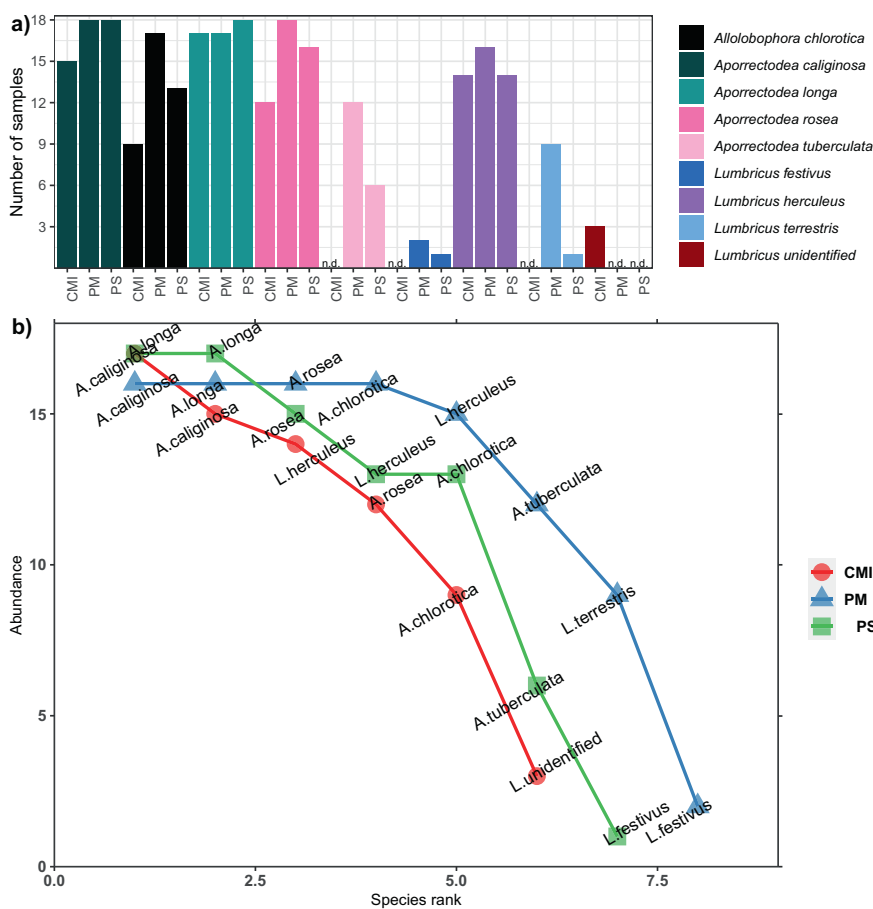 a)
Number of samples
18
15
12
9
6
3
n.d. n.d. n.d. n.d. n.d.
CMI PM PS CMI PM PS CMI PM PS CMI PM PS CMI PM PS CMI PM PS CMI PM PS CMI PM PS CMI PM PS
Allolobophora chlorotica
Aporrectodea caliginosa
Aporrectodea longa
Aporrectodea rosea
Aporrectodea tuberculata
Lumbricus festivus
Lumbricus herculeus
Lumbricus terrestris
Lumbricus unidentified
b)
Abundance
15
10
5
0
A.longa
A.caliginosa
A.longa
A.caliginosa
A.longa
A.rosea
A.chlorotica
L.herculeus
A.caliginosa
A.rosea
L.herculeus
L.herculeus
A.chlorotica
A.rosea
A.tuberculata
A.chlorotica
L.terrestris
A.tuberculata
L.unidentified
L.festivus
L.festivus
0.0 2.5 5.0 7.5
Species rank
CMI
PM
PS